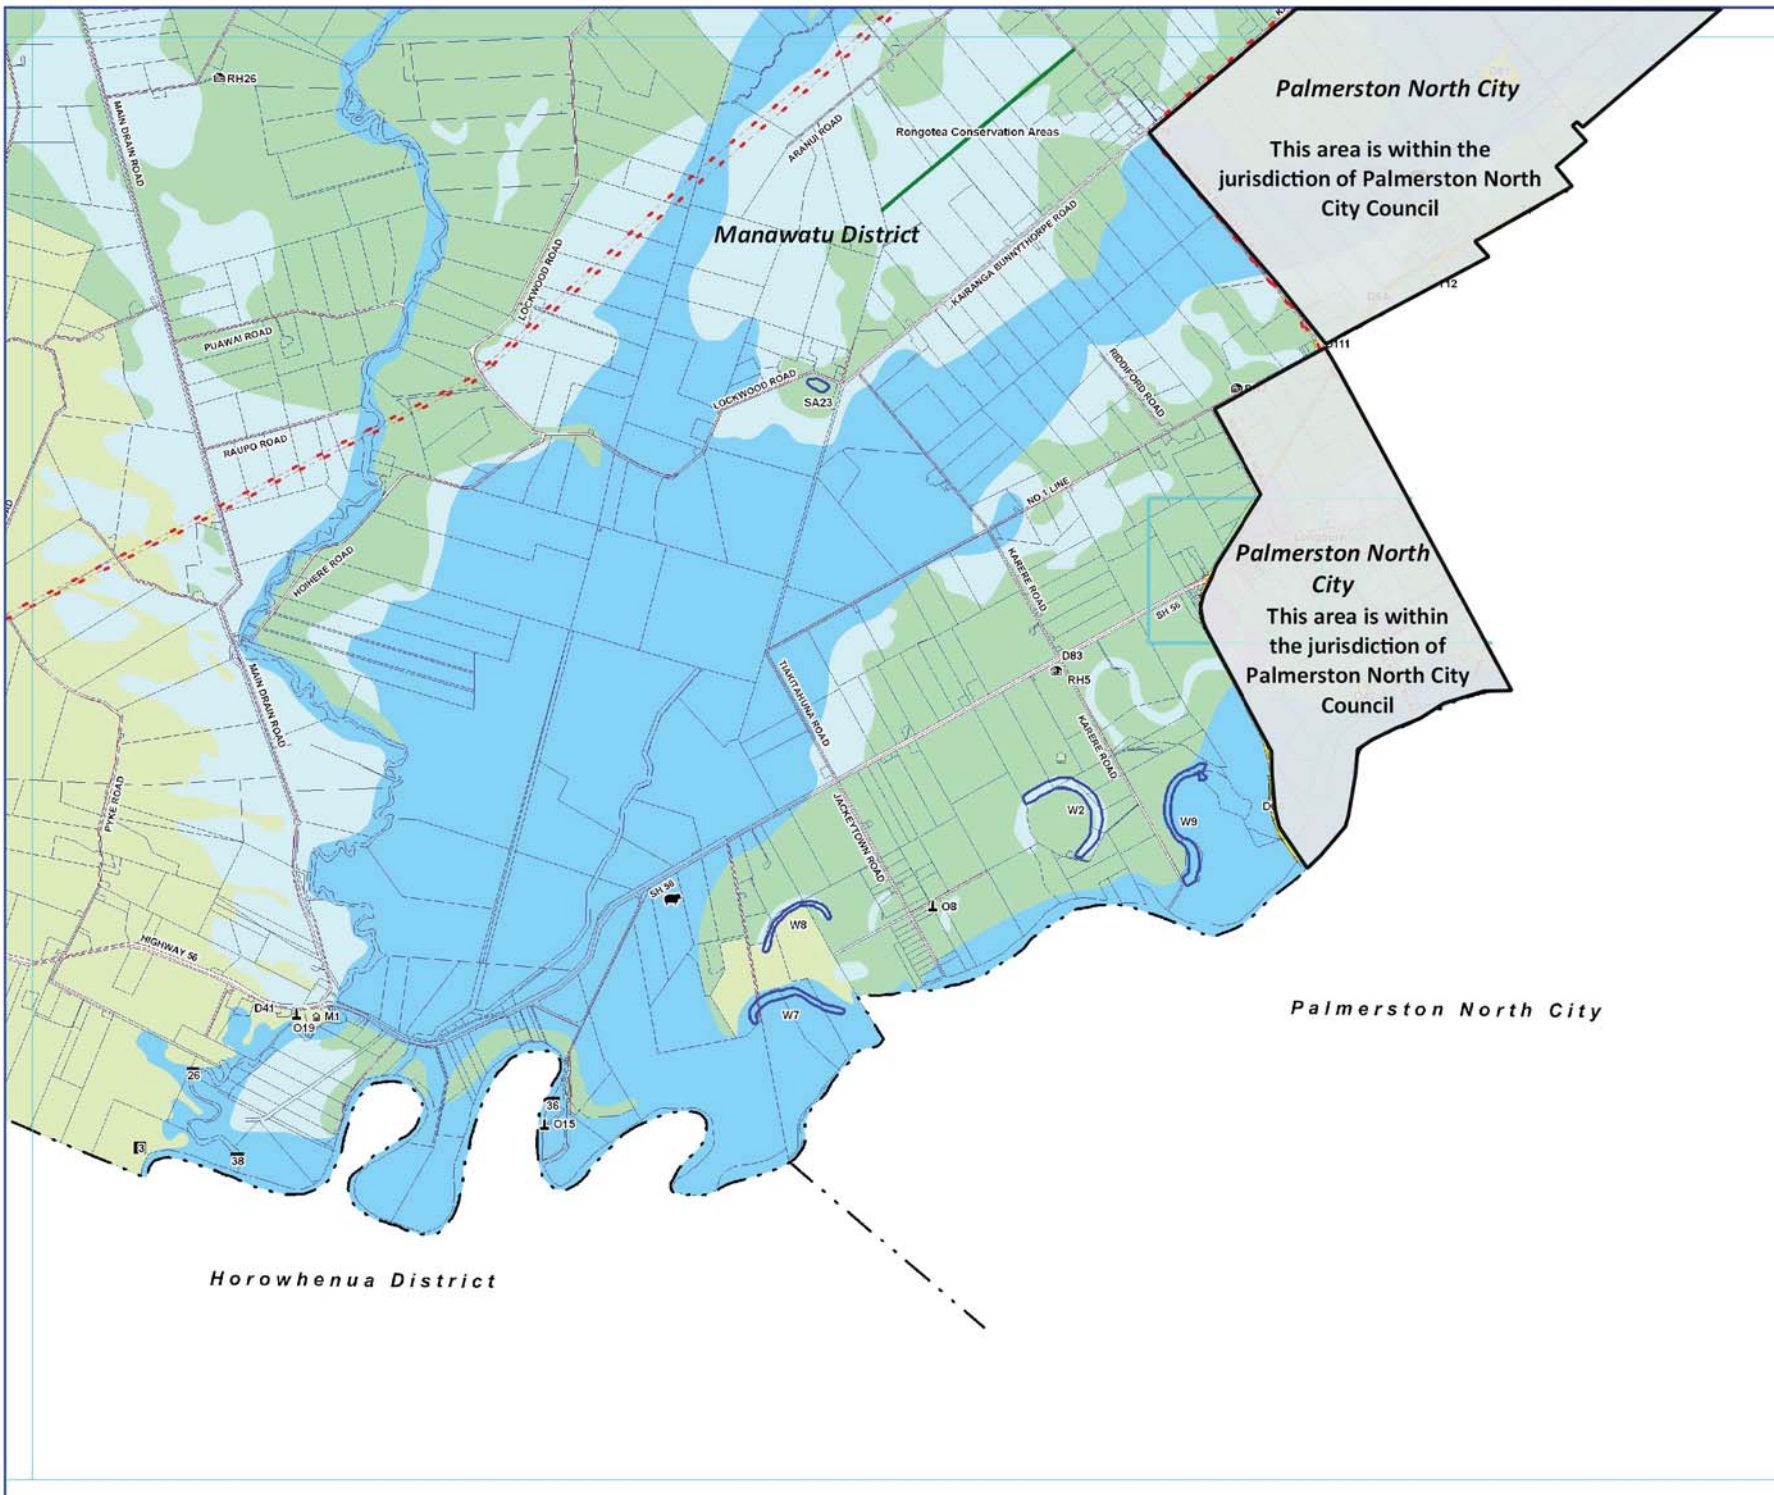 RH26
MAIN DRAIN ROAD
ARANUI ROAD
Rongotea Conservation Areas
Palmerston North City
This area is within the
jurisdiction of Palmerston North
City Council
Manawatu District
KAIRANGA BUNNYTHORPE ROAD
LOCKWOOD ROAD
PUAWAI ROAD
RIDDIFORD ROAD
LOCKWOOD ROAD
SA23
RAUPO ROAD
NO 1 LINE
HOIHERE ROAD
KARERE ROAD
SH 56
Palmerston North
City
This area is within
the jurisdiction of
Palmerston North City
Council
D83
RH5
MAIN DRAIN ROAD
TIAKITAHUNA ROAD
KARERE ROAD
PYKE ROAD
JACKEYTOWN ROAD
W2
W9
SH 56
O8
W8
HIGHWAY 56
D41
O19
M1
W7
Palmerston North City
26
36
O15
38
Horowhenua District